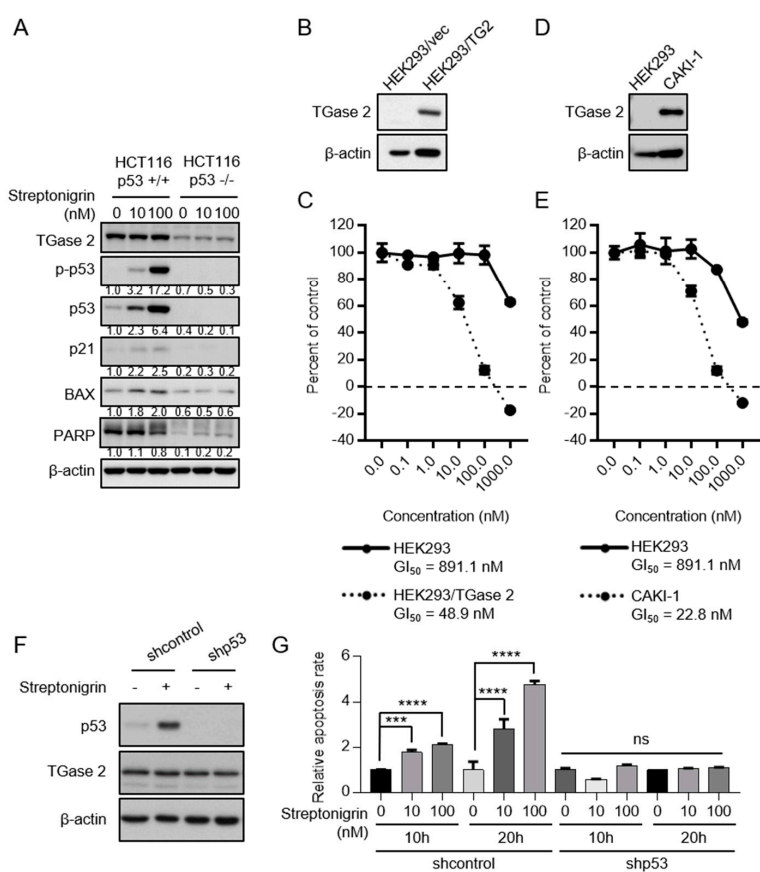 A
HCT116 HCT116
p53 +/+ p53 -/-
Streptonigrin
(nM) 0 10 100 0 10 100
TGase 2
p-p53
1.0 3.2 17.2 0.7 0.5 0.3
p53
1.0 2.3 6.4 0.4 0.2 0.1
p21
1.0 2.2 2.5 0.2 0.3 0.2
BAX
1.0 1.8 2.0 0.6 0.5 0.6
PARP
1.0 1.1 0.8 0.1 0.2 0.2
β-actin
B
HEK293/vec
HEK293/TG2
TGase 2
β-actin
C
Percent of control
120
100
80
60
40
20
0
-20
-40
0.0 0.1 1.0 10.0 100.0 1000.0
Concentration (nM)
HEK293
GI50 = 891.1 nM
HEK293/TGase 2
GI50 = 48.9 nM
D
HEK293
CAKI-1
TGase 2
β-actin
E
Percent of control
120
100
80
60
40
20
0
-20
-40
0.0 0.1 1.0 10.0 100.0 1000.0
Concentration (nM)
HEK293
GI50 = 891.1 nM
CAKI-1
GI50 = 22.8 nM
F
shcontrol shp53
Streptonigrin - + - +
p53
TGase 2
β-actin
G
Relative apoptosis rate
6
4
2
0
*** **** **** ****
ns
Streptonigrin 0 10 100 0 10 100 0 10 100 0 10 100
(nM) 10h 20h 10h 20h
shcontrol shp53